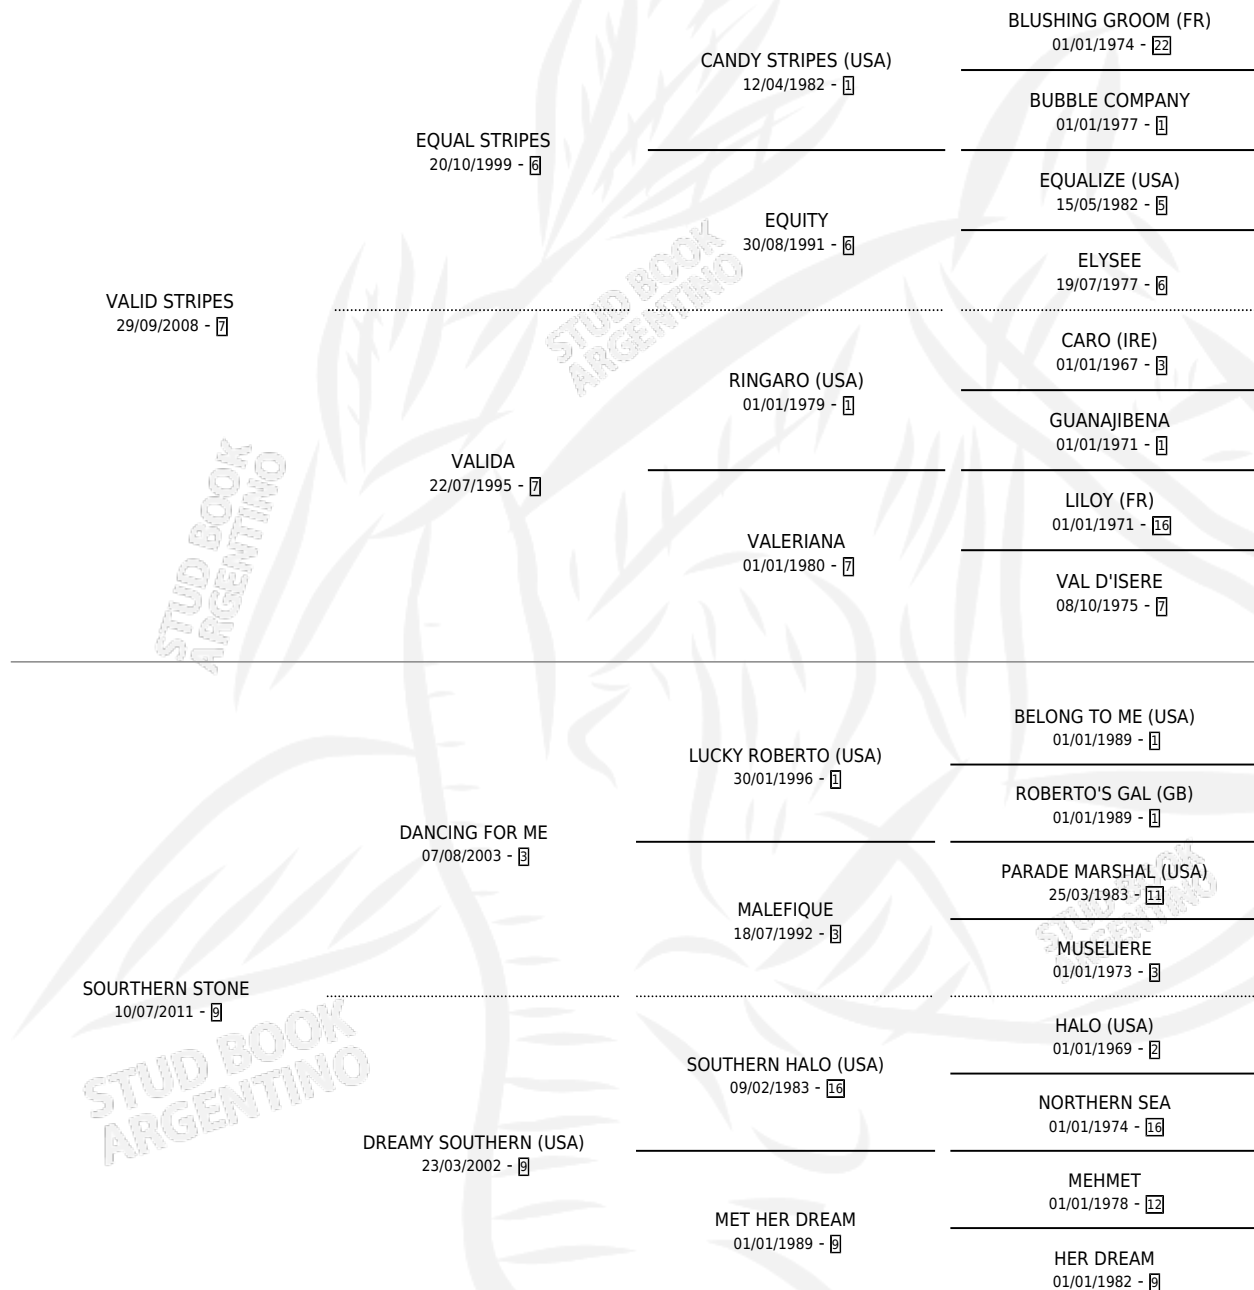 BLUSHING GROOM (FR)
01/01/1974 - 22
CANDY STRIPES (USA)
12/04/1982 - 1
BUBBLE COMPANY
01/01/1977 - 1
EQUAL STRIPES
20/10/1999 - 6
EQUALIZE (USA)
15/05/1982 - 5
EQUITY
30/08/1991 - 6
ELYSEE
19/07/1977 - 6
VALID STRIPES
29/09/2008 - 7
CARO (IRE)
01/01/1967 - 3
RINGARO (USA)
01/01/1979 - 1
GUANAJIBENA
01/01/1971 - 1
VALIDA
22/07/1995 - 7
LILOY (FR)
01/01/1971 - 16
VALERIANA
01/01/1980 - 7
VAL D'ISERE
08/10/1975 - 7
BELONG TO ME (USA)
01/01/1989 - 1
LUCKY ROBERTO (USA)
30/01/1996 - 1
ROBERTO'S GAL (GB)
01/01/1989 - 1
DANCING FOR ME
07/08/2003 - 3
PARADE MARSHAL (USA)
25/03/1983 - 11
MALEFIQUE
18/07/1992 - 3
MUSELIERE
01/01/1973 - 3
SOURTHERN STONE
10/07/2011 - 9
HALO (USA)
01/01/1969 - 2
SOUTHERN HALO (USA)
09/02/1983 - 16
NORTHERN SEA
01/01/1974 - 16
DREAMY SOUTHERN (USA)
23/03/2002 - 9
MEHMET
01/01/1978 - 12
MET HER DREAM
01/01/1989 - 9
HER DREAM
01/01/1982 - 9
STUD BOOK
ARGENTINO
STUD BOOK
ARGENTINO
STUD BOOK
ARGENTINO
STUD BOOK
ARGENTINO